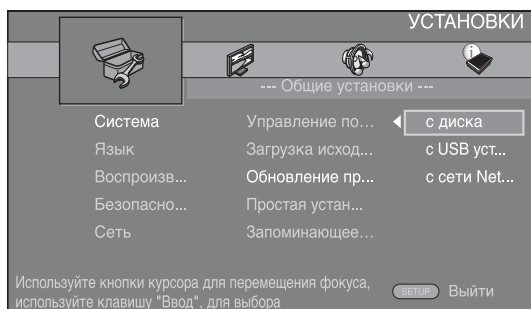 УСТАНОВКИ
--- Общие установки ---
Система
Управление по...
с диска
Язык
Загрузка исход...
с USB уст...
Воспроизв...
Обновление пр...
с сети Net...
Безопасно...
Простая устан...
Сеть
Запоминающее...
Используйте кнопки курсора для перемещения фокуса,
используйте клавишу "Ввод", для выбора
SETUP Выйти